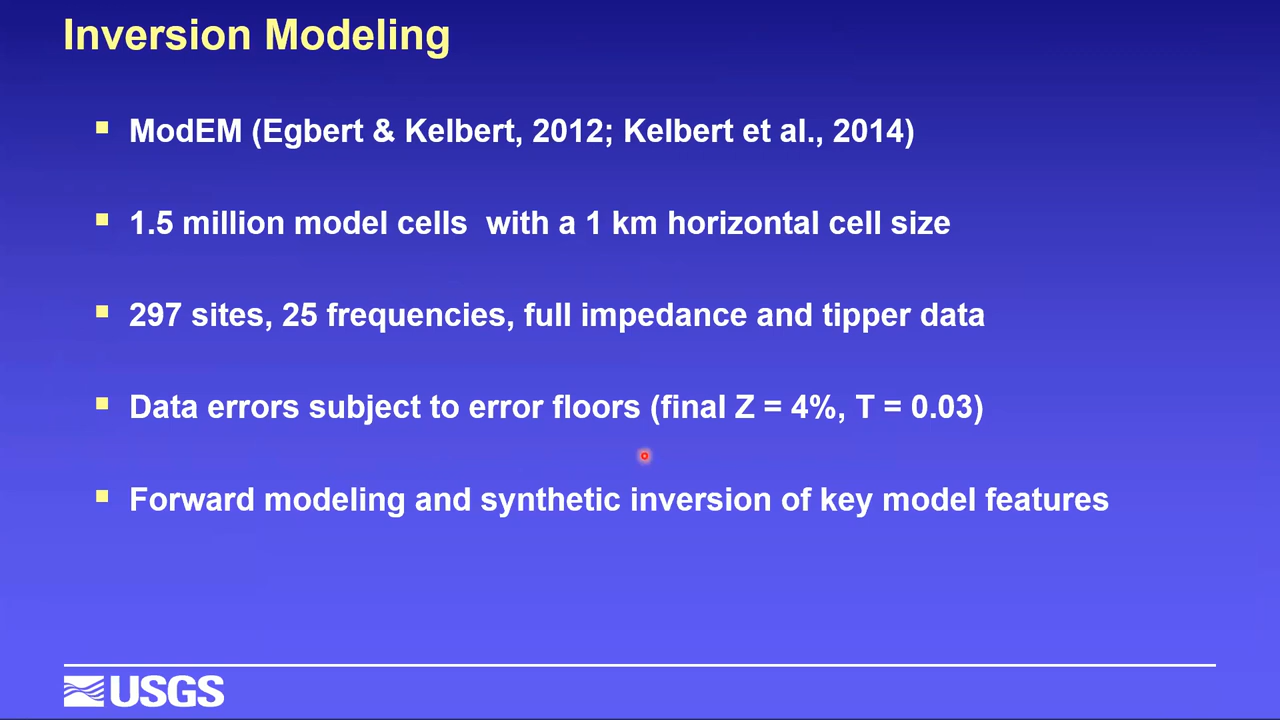 Inversion Modeling
ModEM (Egbert & Kelbert, 2012; Kelbert et al., 2014)
1.5 million model cells  with a 1 km horizontal cell size
297 sites, 25 frequencies, full impedance and tipper data
Data errors subject to error floors (final Z = 4%, T = 0.03)
Forward modeling and synthetic inversion of key model features
USGS